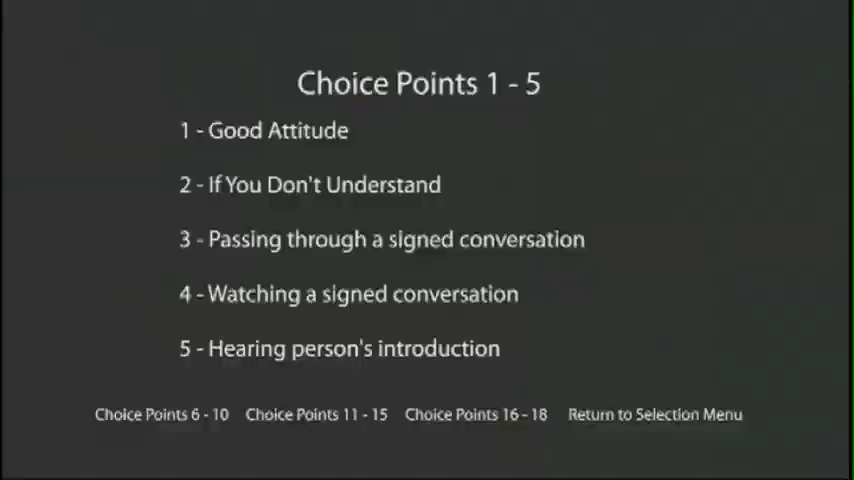 Choice Points 1 - 5
1 - Good Attitude
2 - If You Don't Understand
3 - Passing through a signed conversation
4 - Watching a signed conversation
5 - Hearing person's introduction
Choice Points 6 - 10 Choice Points 11 - 15 Choice Points 16 - 18 Return to Selection Menu